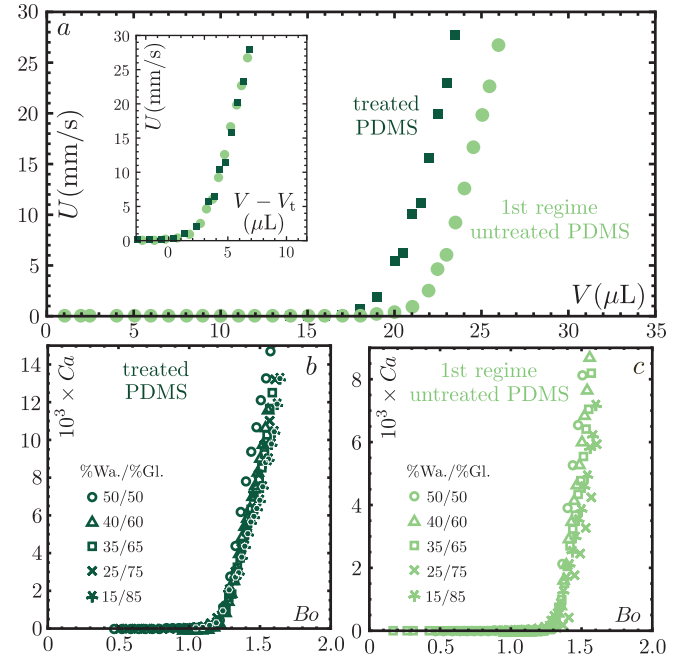 a
U(mm/s)
30
25
20
15
10
5
0
0
5
10
15
20
25
30
35
V(μL)
treated
PDMS
1st regime
untreated PDMS
U(mm/s)
30
25
20
15
10
5
0
0
5
10
V − Vt
(μL)
b
treated
PDMS
10³ × Ca
14
12
10
8
6
4
2
0
0
0.5
1.0
1.5
2.0
Bo
%Wa./%Gl.
50/50
40/60
35/65
25/75
15/85
c
1st regime
untreated PDMS
10³ × Ca
8
6
4
2
0
0
0.5
1.0
1.5
2.0
Bo
%Wa./%Gl.
50/50
40/60
35/65
25/75
15/85